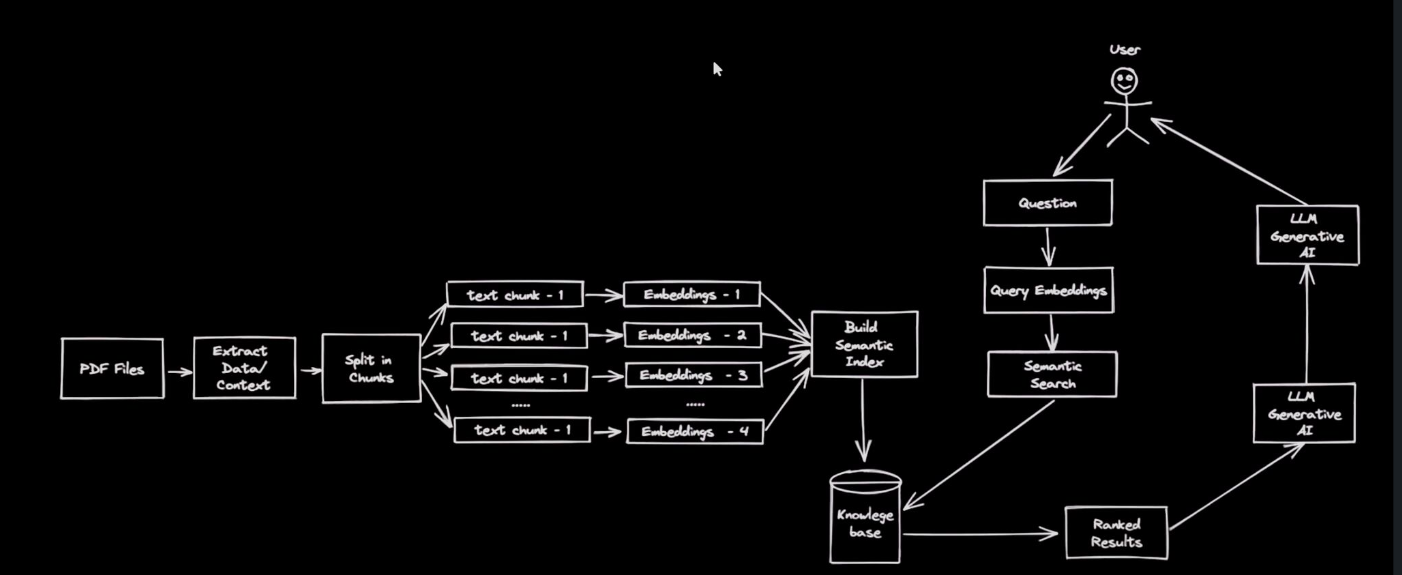 User
Question
Query Embeddings
Semantic
Search
LLM
Generative
AI
LLM
Generative
AI
PDF Files
Extract
Data/
Context
Split in
Chunks
text chunk - 1
Embeddings - 1
text chunk - 1
Embeddings - 2
text chunk - 1
Embeddings - 3
.....
.....
text chunk - 1
Embeddings - 4
Build
Semantic
Index
Knowlege
base
Ranked
Results